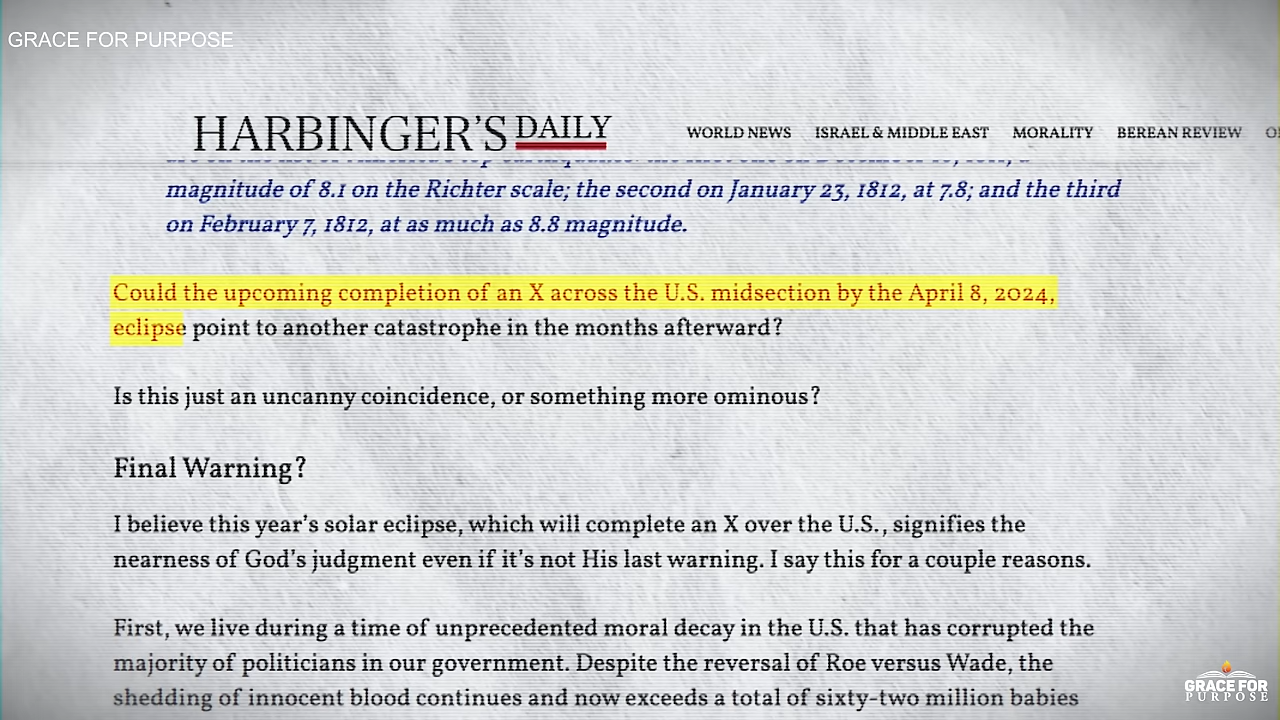 GRACE FOR PURPOSE
HARBINGER'S DAILY
WORLD NEWS ISRAEL & MIDDLE EAST MORALITY BEREAN REVIEW
magnitude of 8.1 on the Richter scale; the second on January 23, 1812, at 7.8; and the third
on February 7, 1812, at as much as 8.8 magnitude.
Could the upcoming completion of an X across the U.S. midsection by the April 8, 2024,
eclipse point to another catastrophe in the months afterward?
Is this just an uncanny coincidence, or something more ominous?
Final Warning?
I believe this year's solar eclipse, which will complete an X over the U.S., signifies the
nearness of God's judgment even if it's not His last warning. I say this for a couple reasons.
First, we live during a time of unprecedented moral decay in the U.S. that has corrupted the
majority of politicians in our government. Despite the reversal of Roe versus Wade, the
shedding of innocent blood continues and now exceeds a total of sixty-two million babies
GRACE FOR
PURPOSE